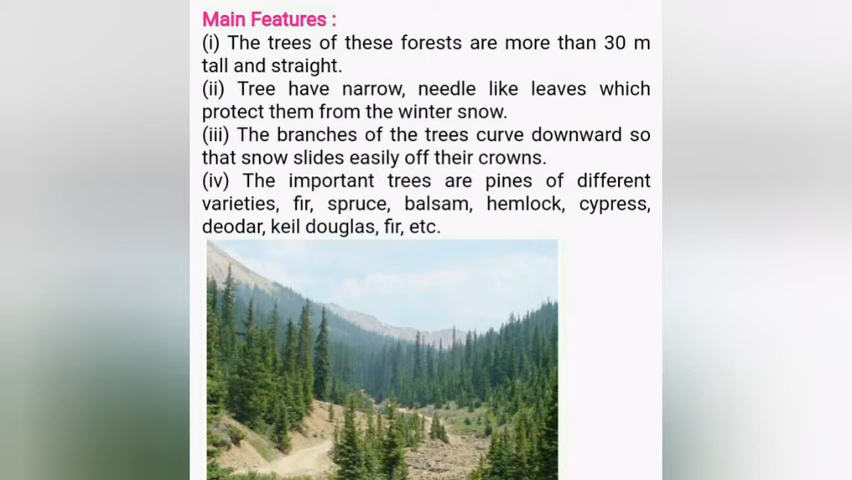 Main Features :
(i) The trees of these forests are more than 30 m
tall and straight.
(ii) Tree have narrow, needle like leaves which
protect them from the winter snow.
(iii) The branches of the trees curve downward so
that snow slides easily off their crowns.
(iv) The important trees are pines of different
varieties, fir, spruce, balsam, hemlock, cypress,
deodar, keil douglas, fir, etc.